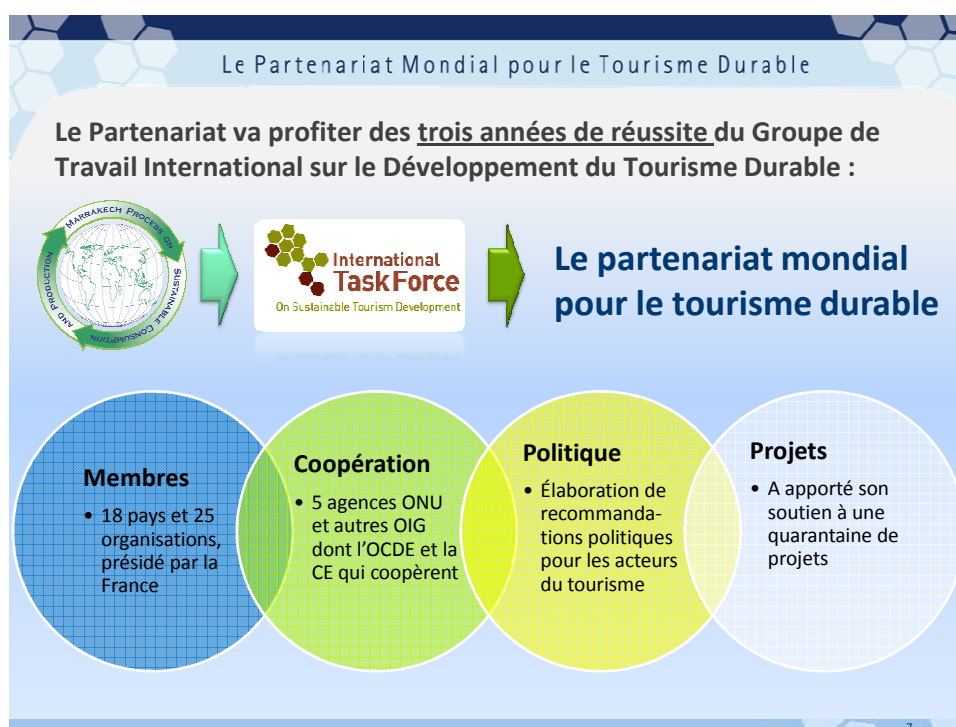 Le Partenariat Mondial pour le Tourisme Durable
Le Partenariat va profiter des trois années de réussite du Groupe de
Travail International sur le Développement du Tourisme Durable :
MARRAKECH PROCESS ON
SUSTAINABLE CONSUMPTION
AND PRODUCTION
International
TaskForce
On Sustainable Tourism Development
Le partenariat mondial
pour le tourisme durable
Membres
• 18 pays et 25
organisations,
présidé par la
France
Coopération
• 5 agences ONU
et autres OIG
dont l’OCDE et la
CE qui coopèrent
Politique
• Élaboration de
recommanda-
tions politiques
pour les acteurs
du tourisme
Projets
• A apporté son
soutien à une
quarantaine de
projets